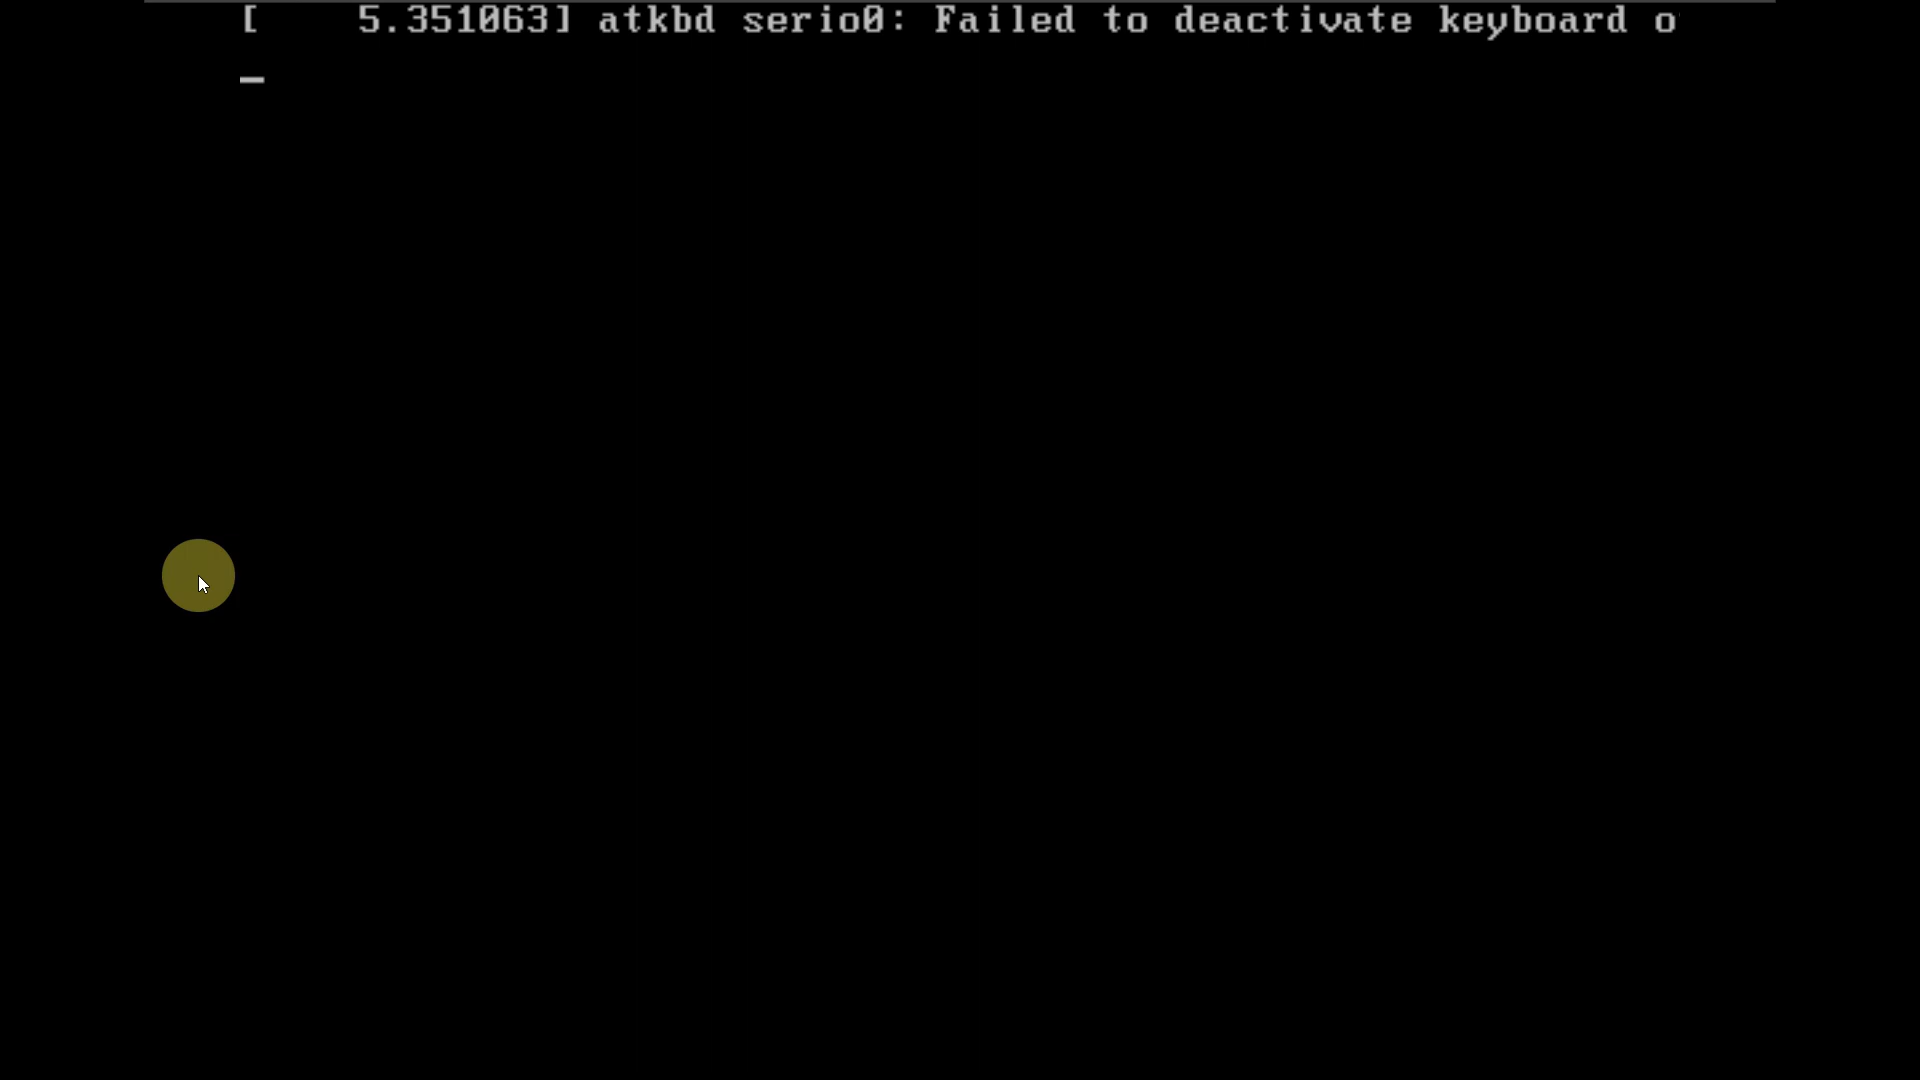 [    5.351063] atkbd serio0: Failed to deactivate keyboard o
_